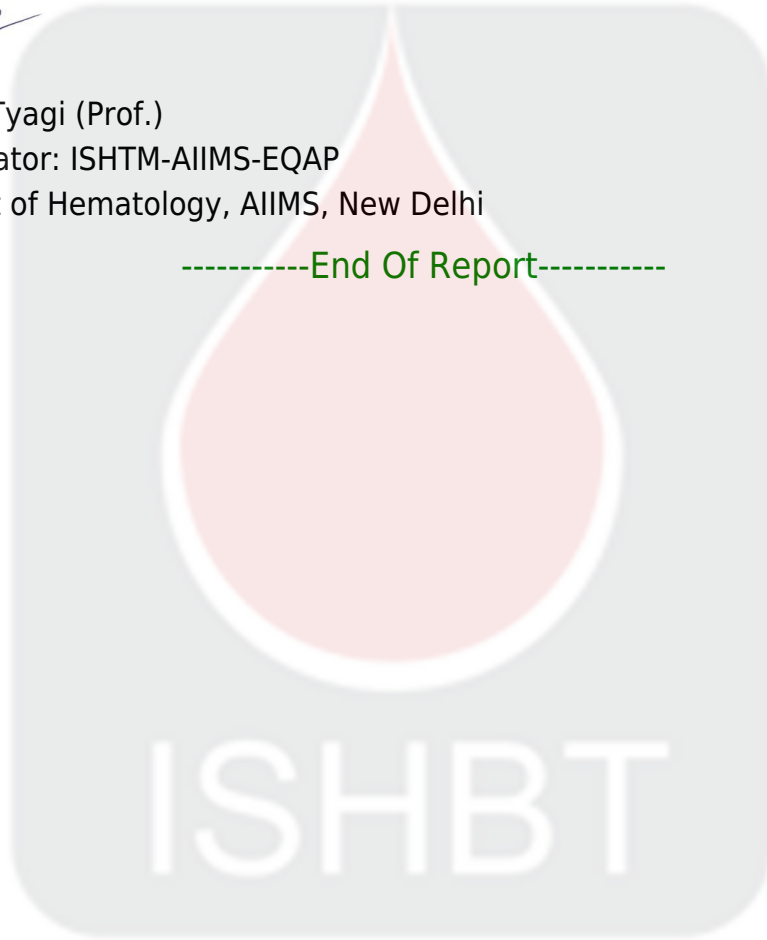 Tyagi (Prof.)
ator: ISHTM-AIIMS-EQAP
of Hematology, AIIMS, New Delhi
-----------End Of Report-----------
ISHBT